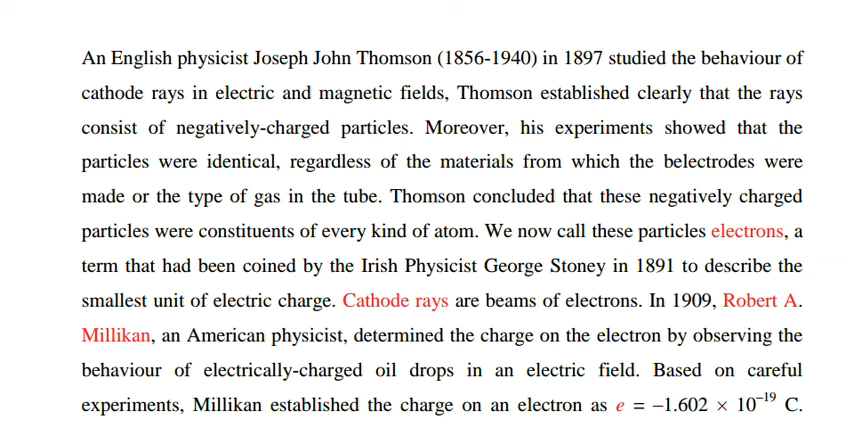 An English physicist Joseph John Thomson (1856-1940) in 1897 studied the behaviour of
cathode rays in electric and magnetic fields, Thomson established clearly that the rays
consist of negatively-charged particles. Moreover, his experiments showed that the
particles were identical, regardless of the materials from which the belectrodes were
made or the type of gas in the tube. Thomson concluded that these negatively charged
particles were constituents of every kind of atom. We now call these particles electrons, a
term that had been coined by the Irish Physicist George Stoney in 1891 to describe the
smallest unit of electric charge. Cathode rays are beams of electrons. In 1909, Robert A.
Millikan, an American physicist, determined the charge on the electron by observing the
behaviour of electrically-charged oil drops in an electric field. Based on careful
experiments, Millikan established the charge on an electron as e = −1.602 × 10⁻¹⁹ C.